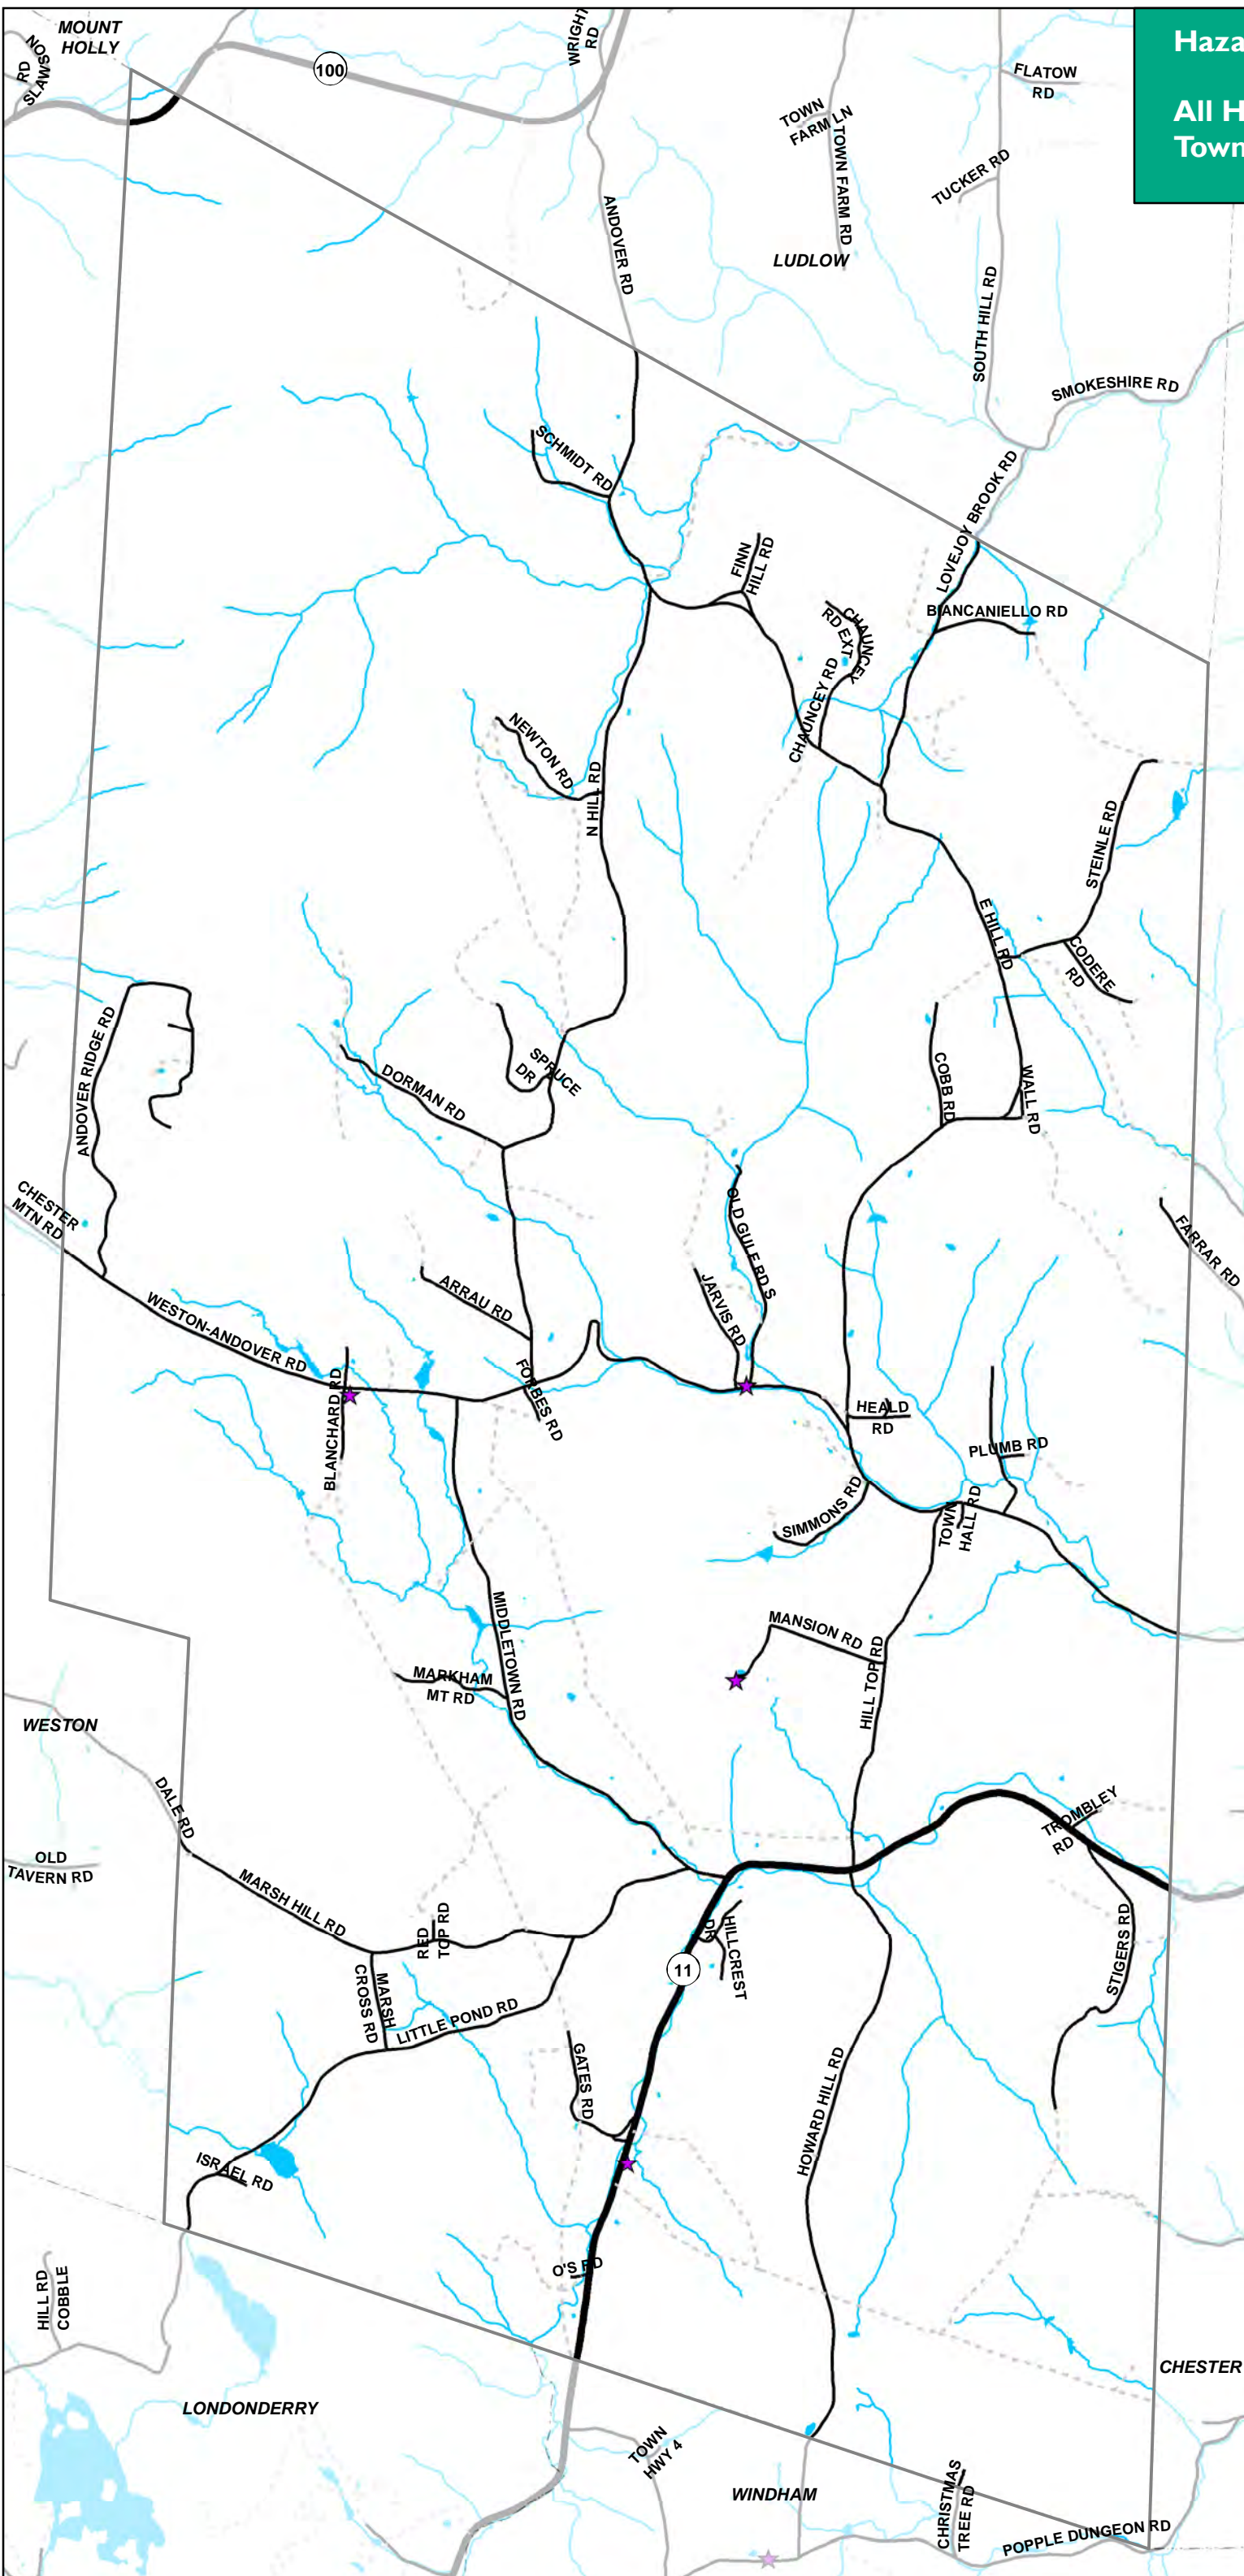 MOUNT
HOLLY
Haza
All H
Town
WRIGHT
RD
SLAWSON
RD
100
FLATOW
RD
TOWN
FARM LN
TOWN FARM RD
TUCKER RD
ANDOVER RD
LUDLOW
SOUTH HILL RD
SMOKESHIRE RD
SCHMIDT RD
LOVEJOY BROOK RD
FINN
HILL RD
BIANCANIELLO RD
CHAUNCEY
RD EXT
CHAUNCEY RD
NEWTON RD
N HILL RD
STEINLE RD
E HILL RD
CODERE
RD
ANDOVER RIDGE RD
SPRUCE
DR
DORMAN RD
COBB RD
WALL RD
CHESTER
MTN RD
OLD GULF RD S
FARRAR RD
ARRAU RD
JARVIS RD
WESTON-ANDOVER RD
BLANCHARD RD
FORBES RD
HEALD
RD
PLUMB RD
SIMMONS RD
TOWN
HALL RD
MIDDLETOWN RD
MANSION RD
HILL TOP RD
MARKHAM
MT RD
WESTON
DALE RD
TROMBLEY
RD
OLD
TAVERN RD
MARSH HILL RD
RED
TOP RD
HILLCREST
DR
STIGERS RD
11
MARSH
CROSS RD
LITTLE POND RD
GATES RD
HOWARD HILL RD
ISRAEL RD
O'S RD
COBBLE
HILL RD
CHESTER
LONDONDERRY
TOWN
HWY 4
WINDHAM
CHRISTMAS
TREE RD
POPPLE DUNGEON RD